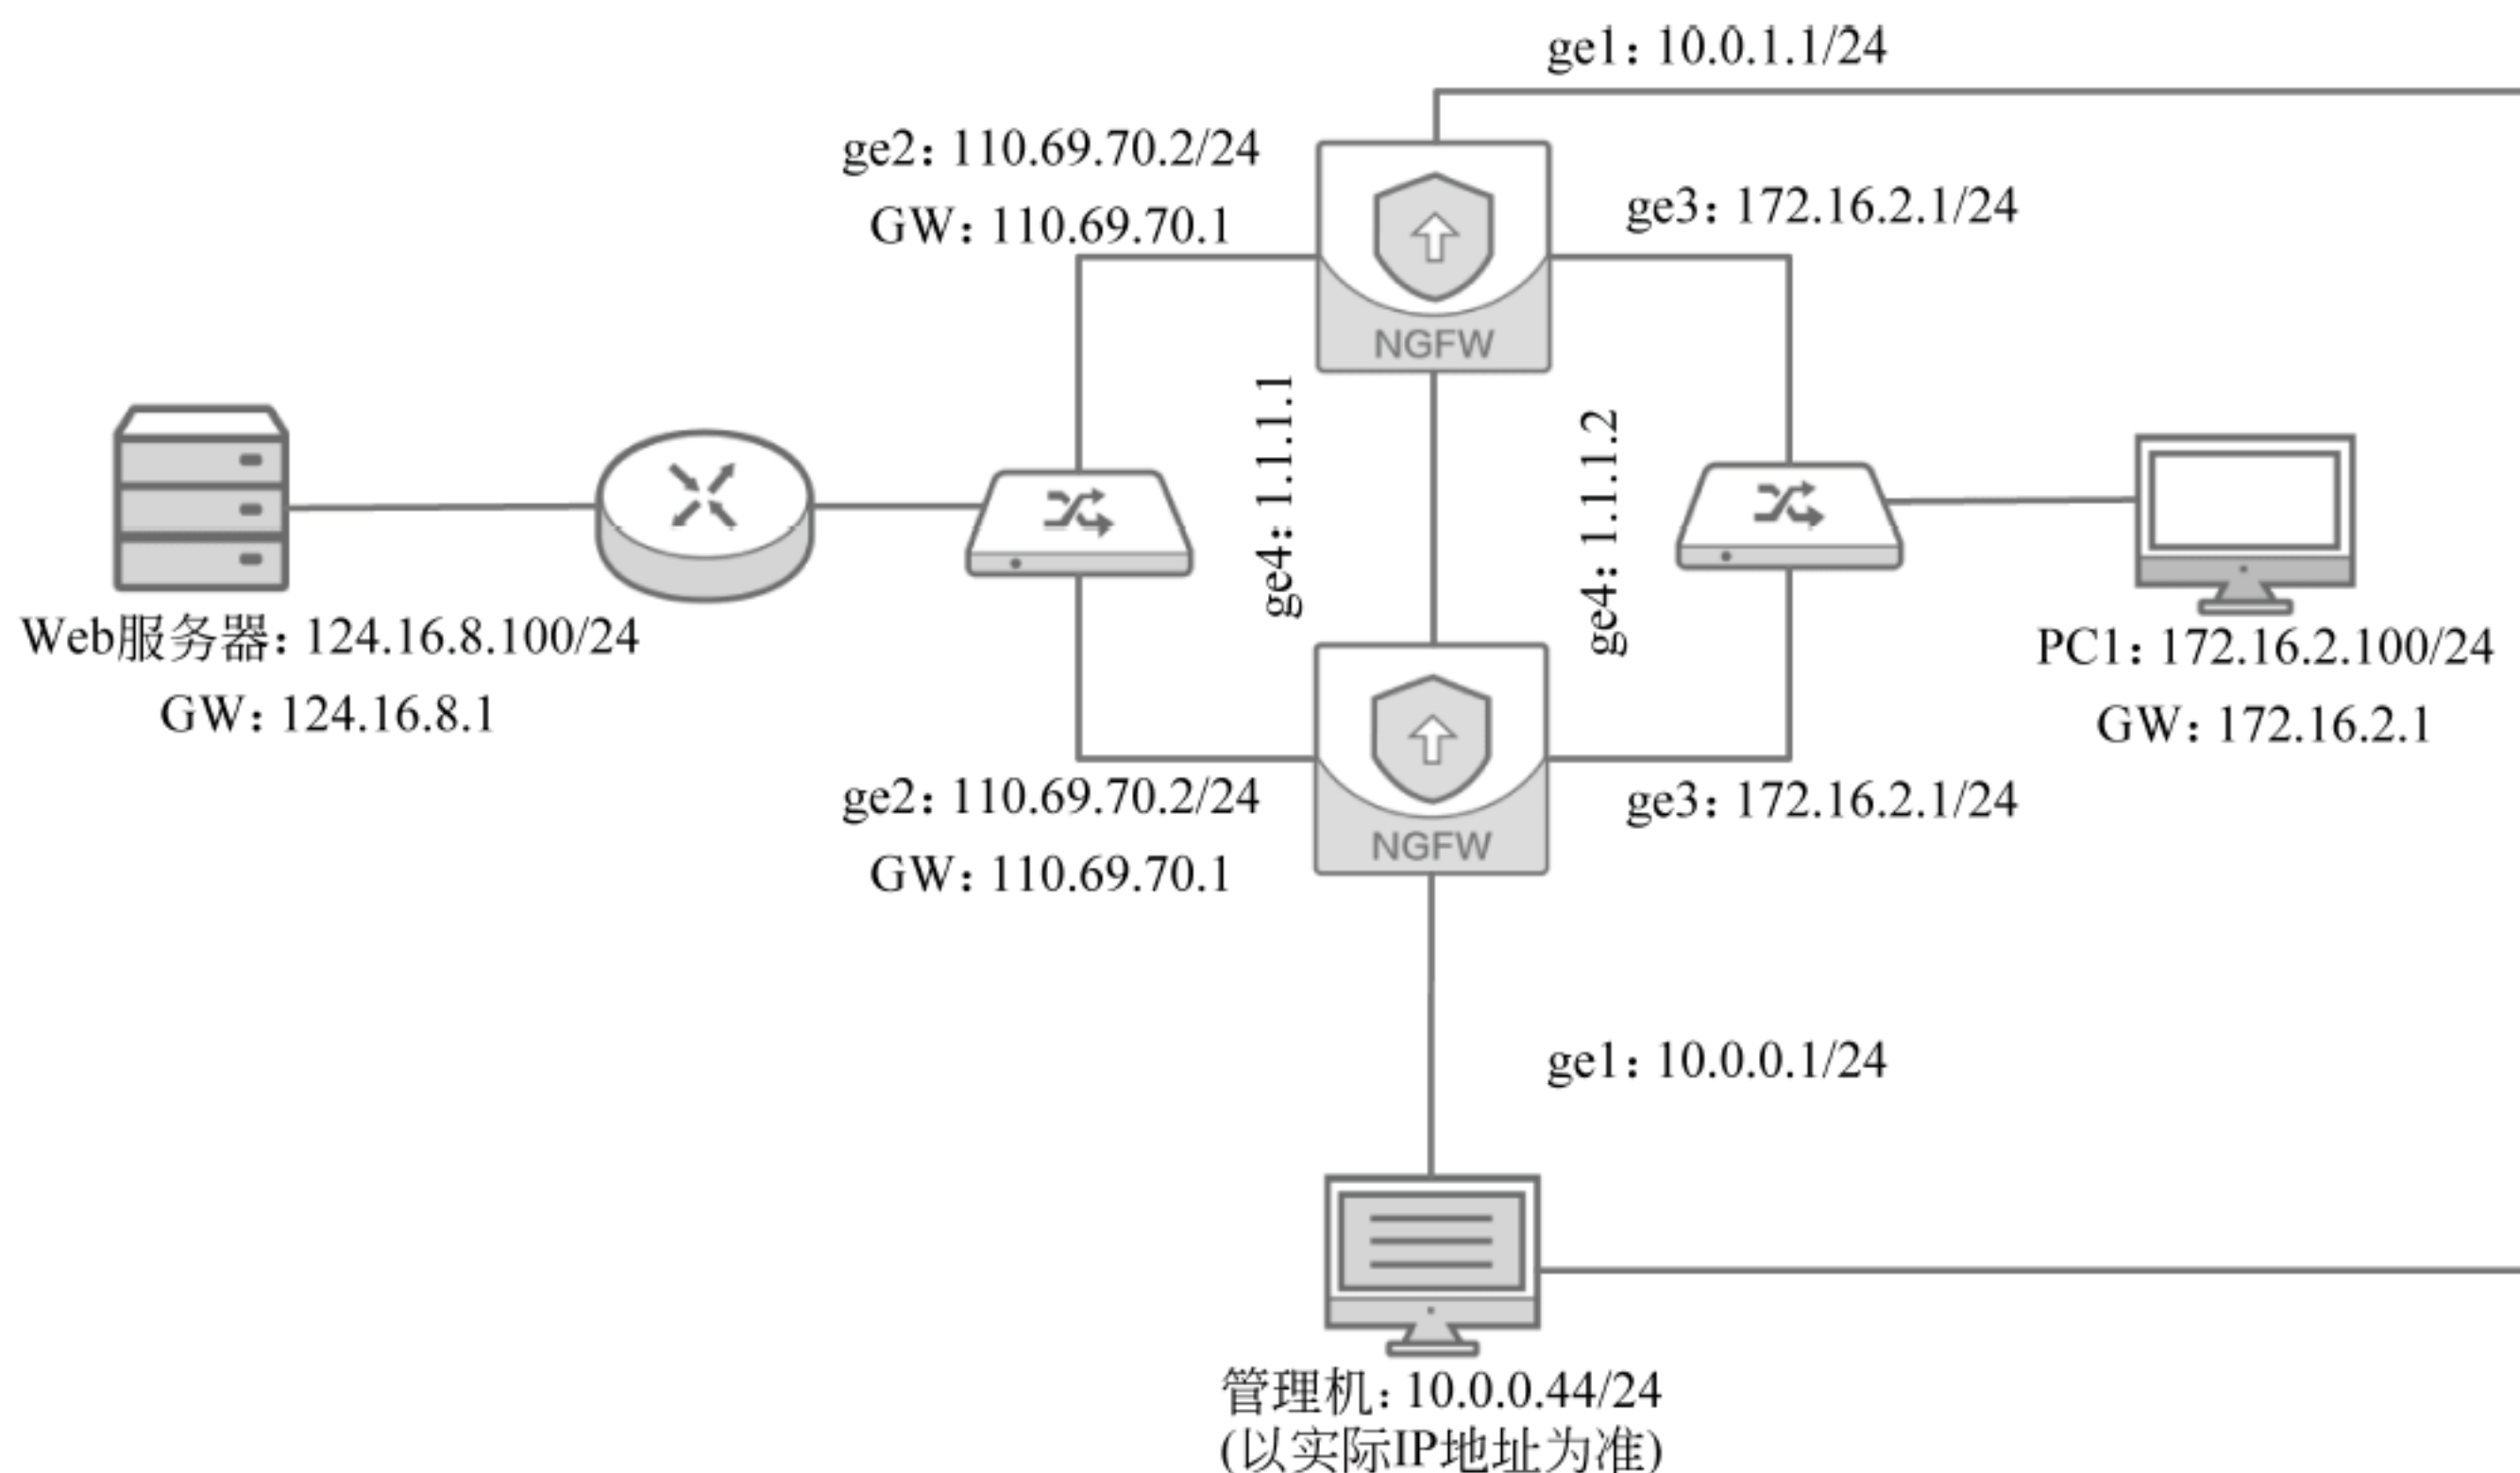 ge1：10.0.1.1/24
ge2：110.69.70.2/24
GW：110.69.70.1
ge3：172.16.2.1/24
NGFW
ge4：1.1.1.1
ge4：1.1.1.2
Web服务器：124.16.8.100/24
GW：124.16.8.1
PC1：172.16.2.100/24
GW：172.16.2.1
ge2：110.69.70.2/24
GW：110.69.70.1
NGFW
ge3：172.16.2.1/24
ge1：10.0.0.1/24
管理机：10.0.0.44/24
(以实际IP地址为准)